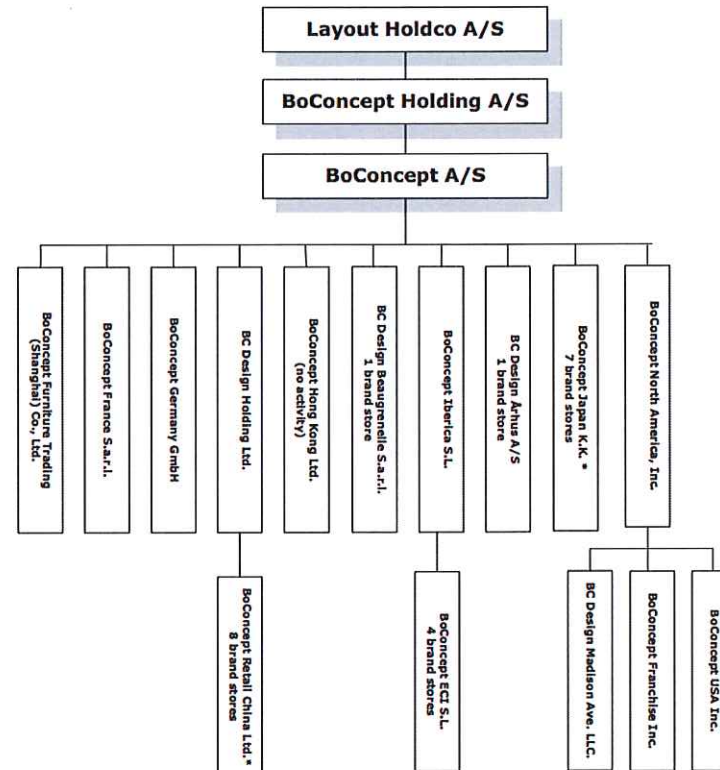 Layout Holdco A/S
BoConcept Holding A/S
BoConcept A/S
BoConcept Furniture Trading
(Shanghai) Co., Ltd.
BoConcept France S.a.r.l.
BoConcept Germany GmbH
BC Design Holding Ltd.
BoConcept Hong Kong Ltd.
(no activity)
BC Design Beaugrenelle S.a.r.l.
1 brand store
BoConcept Iberica S.L.
BC Design Århus A/S
1 brand store
BoConcept Japan K.K. *
7 brand stores
BoConcept North America, Inc.
BoConcept Retail China Ltd.*
8 brand stores
BoConcept ECI S.L.
4 brand stores
BC Design Madison Ave. LLC.
BoConcept Franchise Inc.
BoConcept USA Inc.